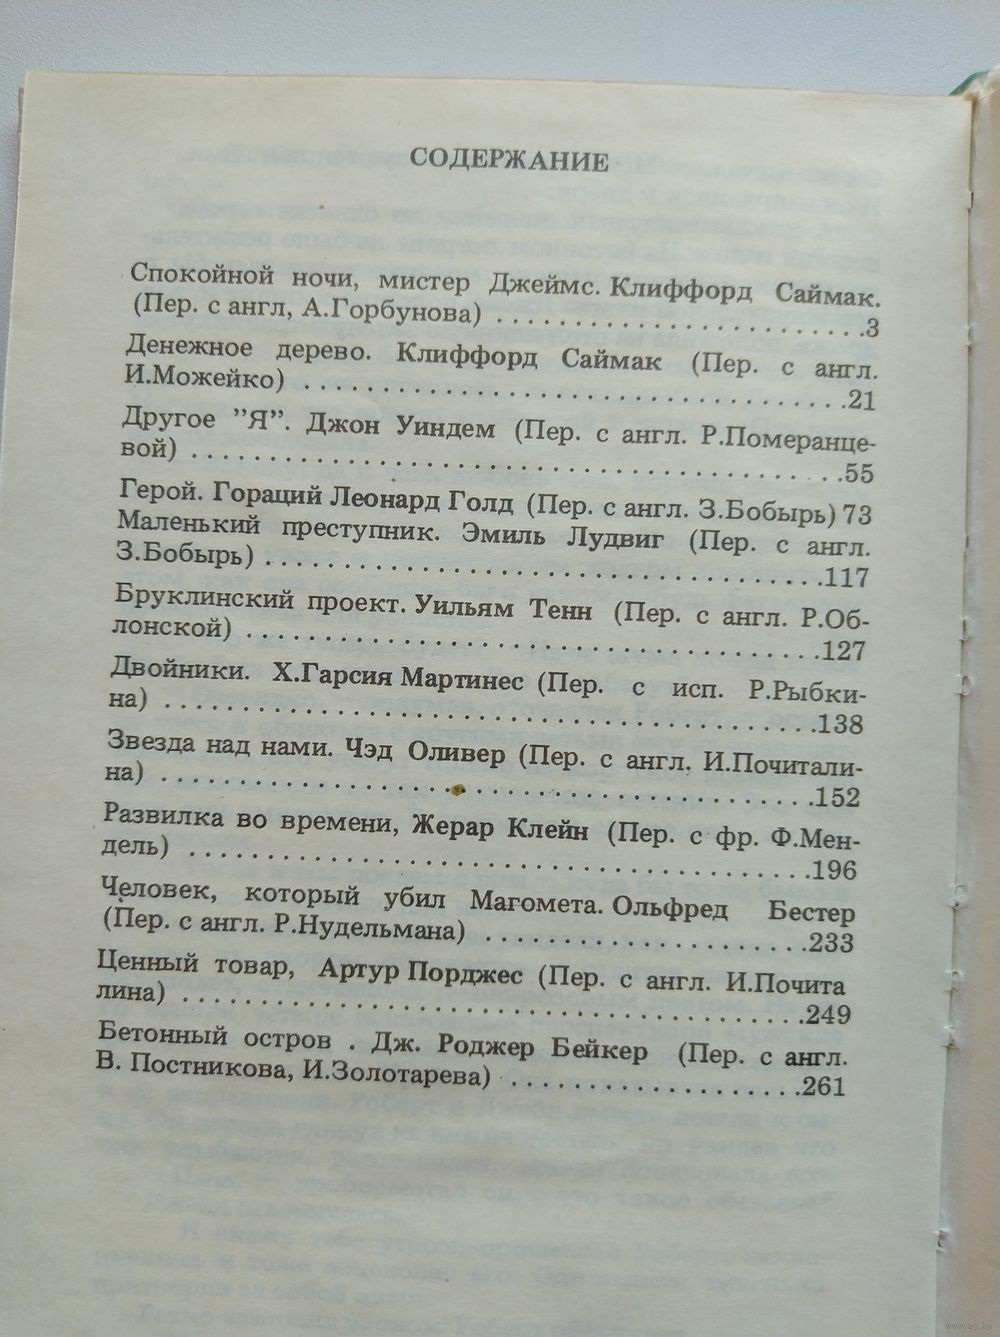 СОДЕРЖАНИЕ
Спокойной ночи, мистер Джеймс. Клиффорд Саймак.
(Пер. с англ, А.Горбунова) . . . . . . . . . . . . . . . . . . . . . . . .3
Денежное дерево. Клиффорд Саймак (Пер. с англ.
И.Можейко) . . . . . . . . . . . . . . . . . . . . . . . . . . . . . . . . . . .21
Другое ”Я”. Джон Уиндем (Пер. с англ. Р.Померанце-
вой) . . . . . . . . . . . . . . . . . . . . . . . . . . . . . . . . . . . . . . . . .55
Герой. Гораций Леонард Голд (Пер. с англ. З.Бобырь) 73
Маленький преступник. Эмиль Лудвиг (Пер. с англ.
З.Бобырь) . . . . . . . . . . . . . . . . . . . . . . . . . . . . . . . . . . . .117
Бруклинский проект. Уильям Тенн (Пер. с англ. Р.Об-
лонской) . . . . . . . . . . . . . . . . . . . . . . . . . . . . . . . . . . . . .127
Двойники. Х.Гарсия Мартинес (Пер. с исп. Р.Рыбки-
на) . . . . . . . . . . . . . . . . . . . . . . . . . . . . . . . . . . . . . . . . . .138
Звезда над нами. Чэд Оливер (Пер. с англ. И.Почитали-
на) . . . . . . . . . . . . . . . . . . . . . . . . . . . . . . . . . . . . . . . . . .152
Развилка во времени, Жерар Клейн (Пер. с фр. Ф.Мен-
дель) . . . . . . . . . . . . . . . . . . . . . . . . . . . . . . . . . . . . . . . .196
Человек, который убил Магомета. Ольфред Бестер
(Пер. с англ. Р.Нудельмана) . . . . . . . . . . . . . . . . . . . . .233
Ценный товар, Артур Порджес (Пер. с англ. И.Почита
лина) . . . . . . . . . . . . . . . . . . . . . . . . . . . . . . . . . . . . . . . .249
Бетонный остров . Дж. Роджер Бейкер (Пер. с англ.
В. Постникова, И.Золотарева) . . . . . . . . . . . . . . . . . . .261
www.ay.by